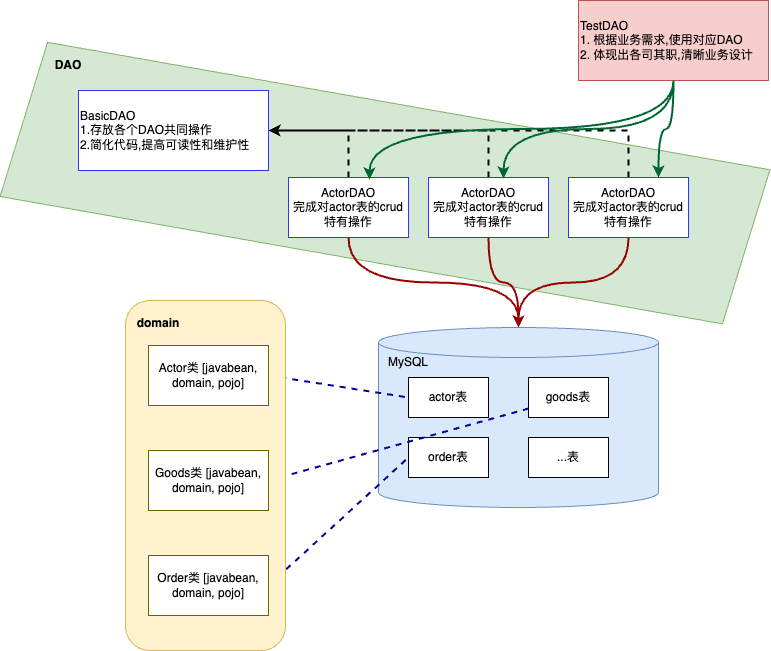 TestDAO
1. 根据业务需求,使用对应DAO
2. 体现出各司其职,清晰业务设计
DAO
BasicDAO
1.存放各个DAO共同操作
2.简化代码,提高可读性和维护性
ActorDAO
完成对actor表的crud
特有操作
ActorDAO
完成对actor表的crud
特有操作
ActorDAO
完成对actor表的crud
特有操作
domain
Actor类 [javabean,
domain, pojo]
Goods类 [javabean,
domain, pojo]
Order类 [javabean,
domain, pojo]
MySQL
actor表
goods表
order表
...表